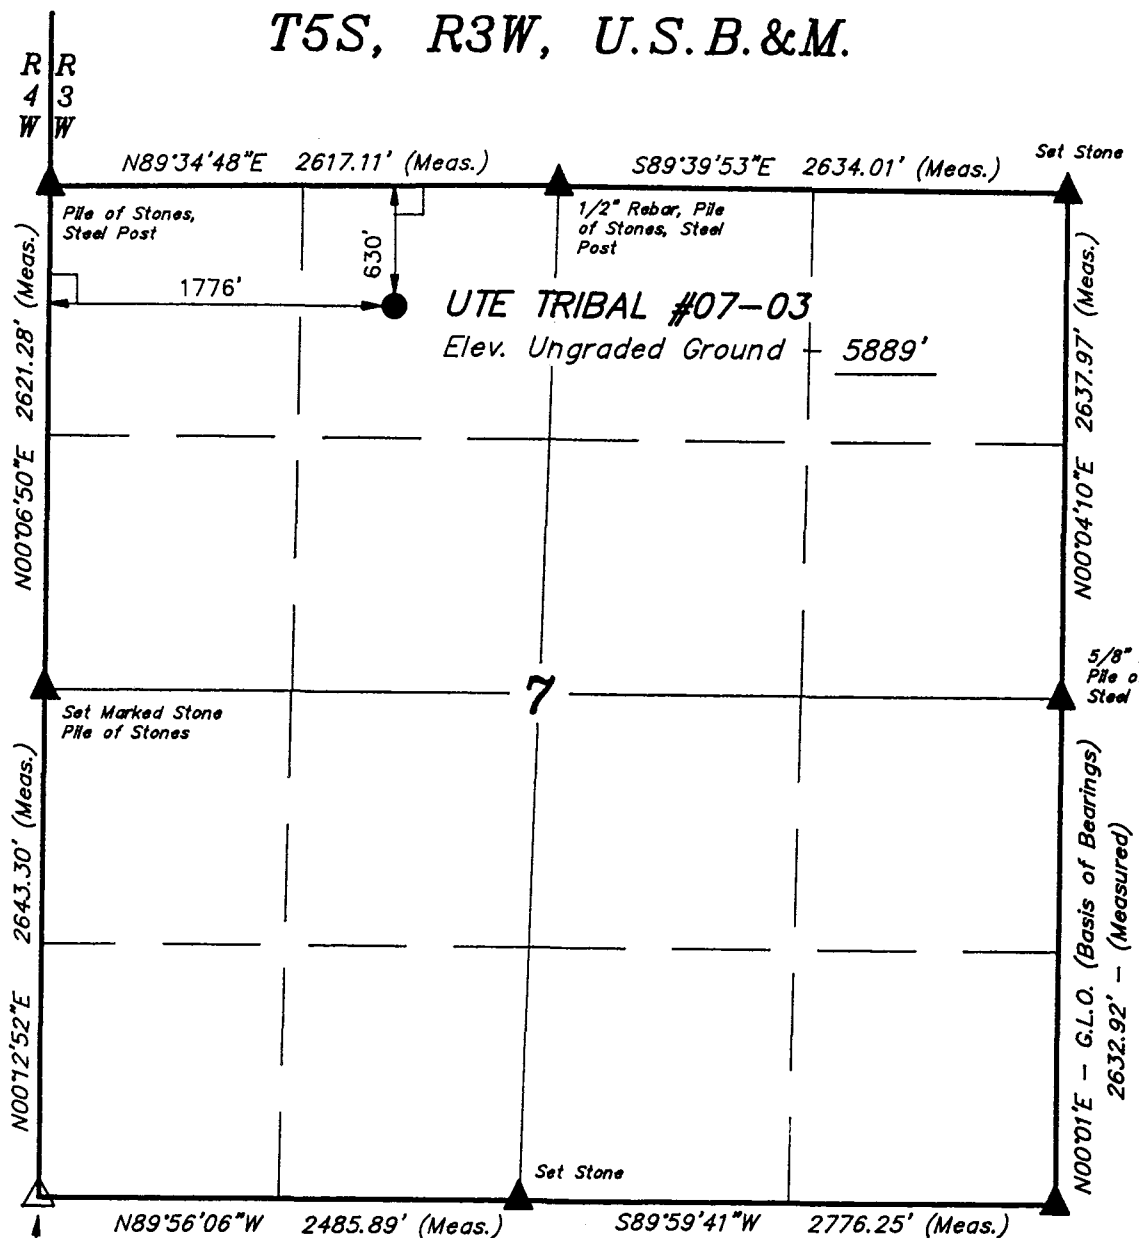 T5S, R3W, U.S.B.&M.
R R
4 3
W W
N89°34'48"E 2617.11' (Meas.)
S89°39'53"E 2634.01' (Meas.)
Set Stone
Pile of Stones,
Steel Post
1/2" Rebar, Pile
of Stones, Steel
Post
630'
1776'
UTE TRIBAL #07-03
Elev. Ungraded Ground - 5889'
N00°06'50"E 2621.28' (Meas.)
N00°04'10"E 2637.97' (Meas.)
7
5/8"
Pile o
Steel
Set Marked Stone
Pile of Stones
N00°12'52"E 2643.30' (Meas.)
N00°01'E - G.L.O. (Basis of Bearings)
2632.92' - (Measured)
Set Stone
N89°56'06"W 2485.89' (Meas.)
S89°59'41"W 2776.25' (Meas.)